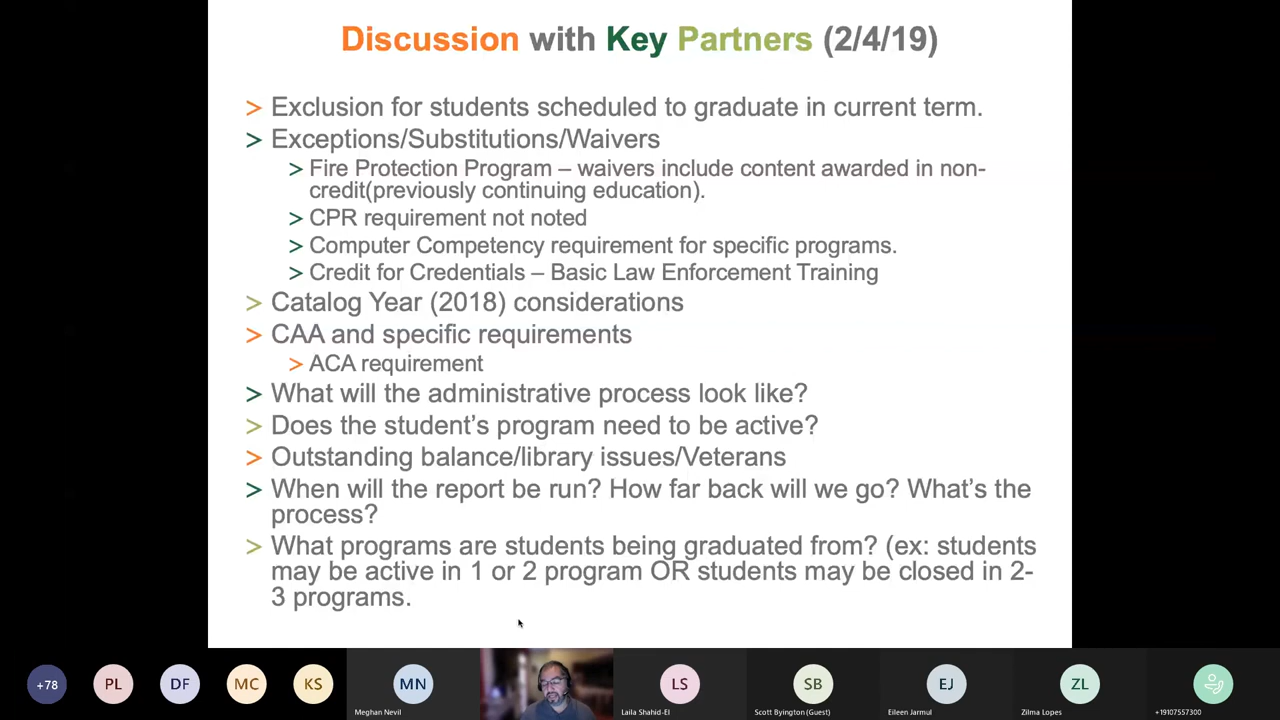 Discussion with Key Partners (2/4/19)
> Exclusion for students scheduled to graduate in current term.
> Exceptions/Substitutions/Waivers
> Fire Protection Program – waivers include content awarded in non-
credit(previously continuing education).
> CPR requirement not noted
> Computer Competency requirement for specific programs.
> Credit for Credentials – Basic Law Enforcement Training
> Catalog Year (2018) considerations
> CAA and specific requirements
> ACA requirement
> What will the administrative process look like?
> Does the student's program need to be active?
> Outstanding balance/library issues/Veterans
> When will the report be run? How far back will we go? What's the
process?
> What programs are students being graduated from? (ex: students
may be active in 1 or 2 program OR students may be closed in 2-
3 programs.
+78 PL DF MC KS MN LS SB EJ ZL
Meghan Nevil Laila Shahid-El Scott Byington (Guest) Eileen Jarmul Zilma Lopes +19107557300